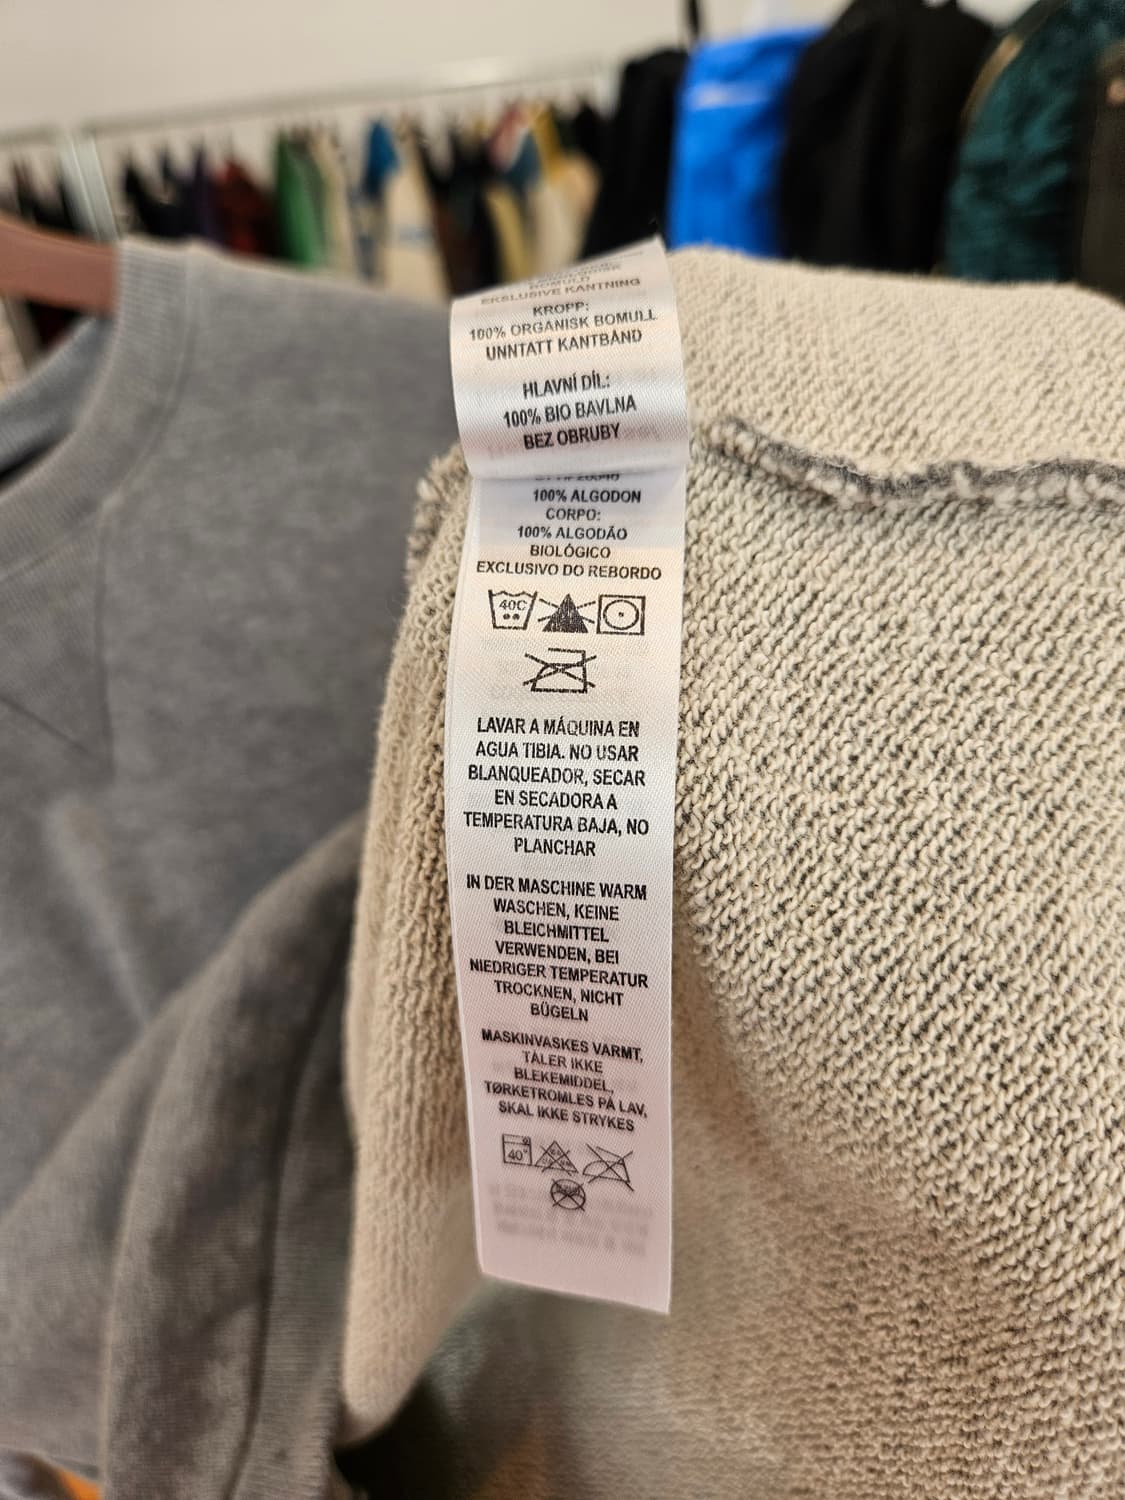 EKSLUSIVE KANTNING
KROPP:
100% ORGANISK BOMULL
UNNTATT KANTBÅND
HLAVNÍ DÍL:
100% BIO BAVLNA
BEZ OBRUBY
100% ALGODON
CORPO:
100% ALGODÃO
BIOLÓGICO
EXCLUSIVO DO REBORDO
40C
LAVAR A MÁQUINA EN
AGUA TIBIA. NO USAR
BLANQUEADOR, SECAR
EN SECADORA A
TEMPERATURA BAJA, NO
PLANCHAR
IN DER MASCHINE WARM
WASCHEN, KEINE
BLEICHMITTEL
VERWENDEN, BEI
NIEDRIGER TEMPERATUR
TROCKNEN, NICHT
BÜGELN
MASKINVASKES VARMT,
TÅLER IKKE
BLEKEMIDDEL,
TØRKETROMLES PÅ LAV,
SKAL IKKE STRYKES
40°